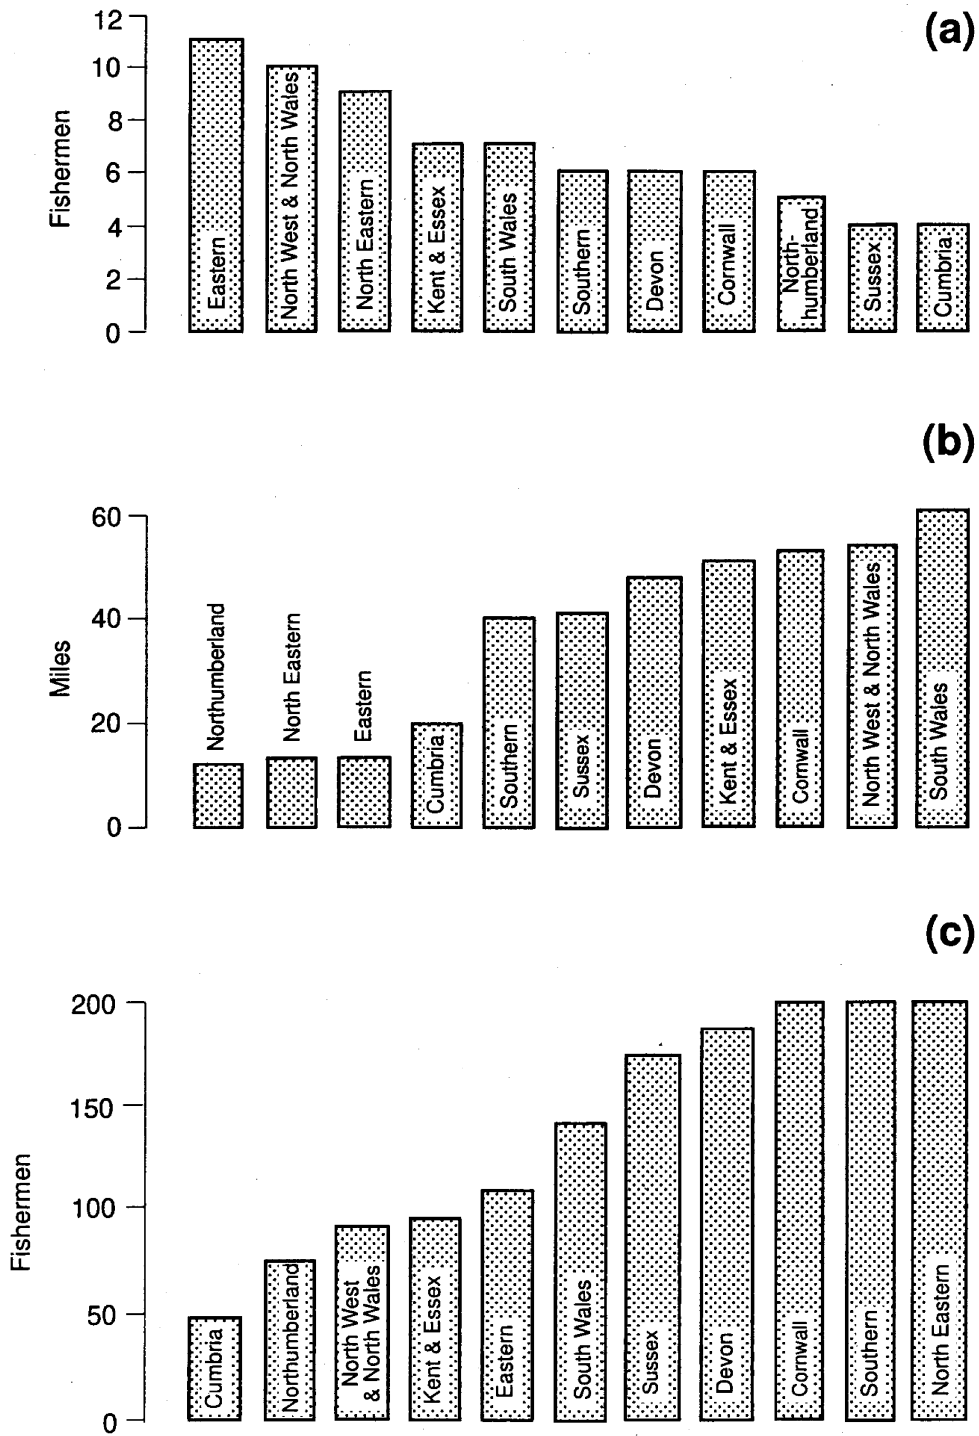 (a)
Fishermen
12
10
8
6
4
2
0
Eastern
North West & North Wales
North Eastern
Kent & Essex
South Wales
Southern
Devon
Cornwall
North-
humberland
Sussex
Cumbria
(b)
Miles
60
40
20
0
Northumberland
North Eastern
Eastern
Cumbria
Southern
Sussex
Devon
Kent & Essex
Cornwall
North West & North Wales
South Wales
(c)
Fishermen
200
150
100
50
0
Cumbria
Northumberland
North West
& North Wales
Kent & Essex
Eastern
South Wales
Sussex
Devon
Cornwall
Southern
North Eastern